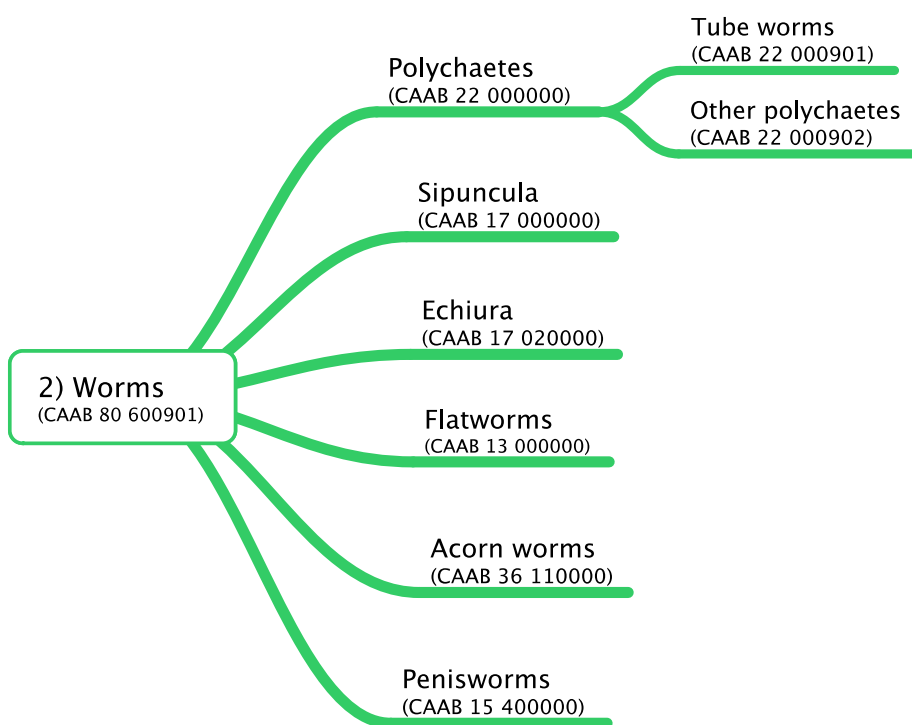 Tube worms
(CAAB 22 000901)
Polychaetes
(CAAB 22 000000)
Other polychaetes
(CAAB 22 000902)
Sipuncula
(CAAB 17 000000)
Echiura
(CAAB 17 020000)
2) Worms
(CAAB 80 600901)
Flatworms
(CAAB 13 000000)
Acorn worms
(CAAB 36 110000)
Penisworms
(CAAB 15 400000)